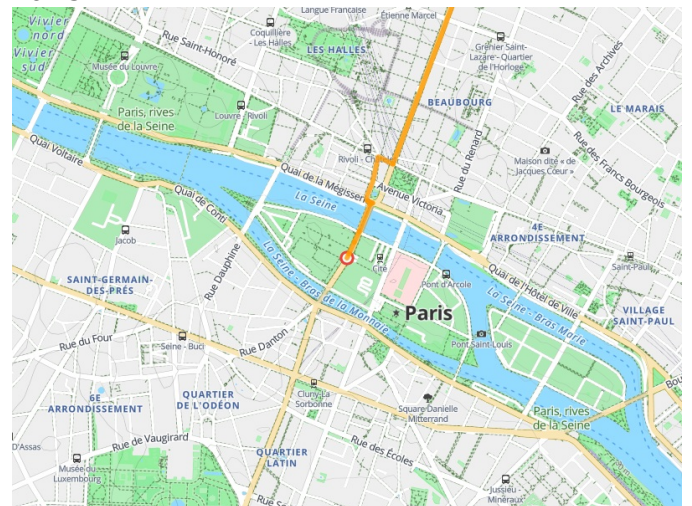 Langue Française
Étienne Marcel
Vivier
nord
Vivier
sud
Rue Saint-Honoré
Coquillière
- Les Halles
LES HALLES
Grenier Saint-
Lazare - Quartier
de l'Horloge
Rue des Archives
Musée du Louvre
Paris, rives
de la Seine
Louvre - Rivoli
BEAUBOURG
LE MARAIS
Quai Voltaire
Rivoli - Ch
Rue du Renard
Maison dite « de
Jacques Cœur »
Rue des Francs Bourgeois
Quai de la Mégisserie
Avenue Victoria
Quai de Conti
La Seine
4E
ARRONDISSEMENT
Jacob
Rue Dauphine
La Seine - Bras de la Monnaie
Cité
Saint-Paul
SAINT-GERMAIN-
DES-PRÉS
Pont d'Arcole
Quai de l'Hôtel de Ville
La Seine - Bras Marie
VILLAGE
SAINT-PAUL
Paris
Rue du Four
Seine - Buci
Rue Danton
Pont Saint-Louis
Bou
6E
ARRONDISSEMENT
QUARTIER
DE L'ODÉON
Cluny-La
Sorbonne
Square Danielle
Mitterrand
Paris, rives
de la Seine
D'Assas
Rue de Vaugirard
Rue des Écoles
Musée du
Luxembourg
QUARTIER
LATIN
Rue S
Jussieu
Minéraux